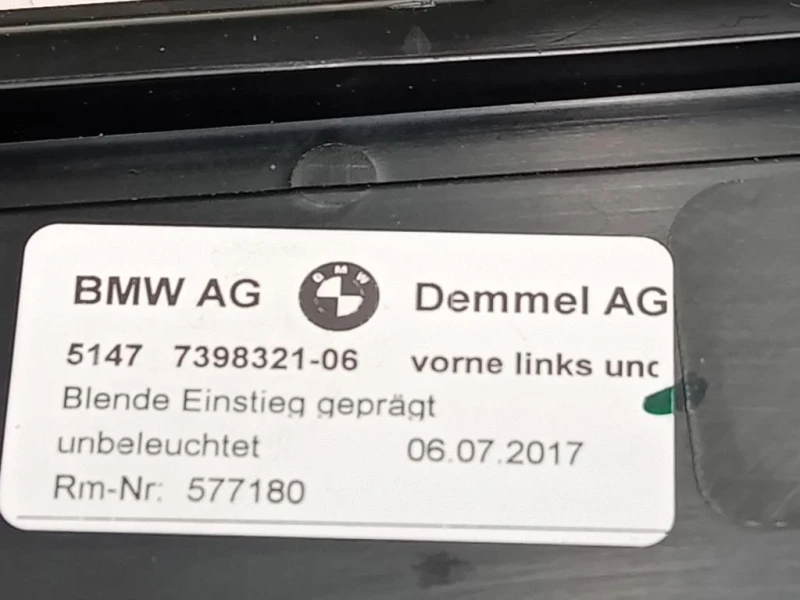 BMW AG BMW Demmel AG
5147 7398321-06 vorne links
Blende Einstieg geprägt
unbeleuchtet 06.07.2017
Rm-Nr: 577180